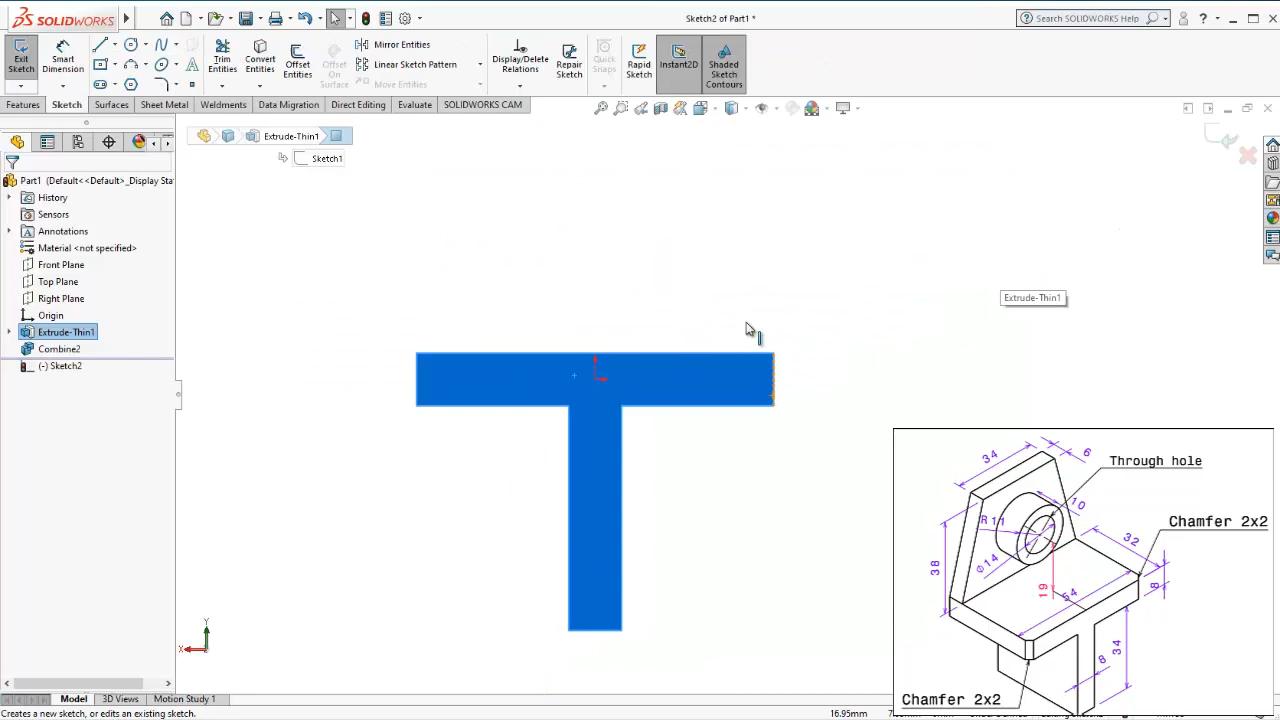 SOLIDWORKS
Sketch2 of Part1 *
Search SOLIDWORKS Help
Exit Sketch
Smart Dimension
Trim Entities
Convert Entities
Offset Entities
Offset On Surface
Mirror Entities
Linear Sketch Pattern
Move Entities
Display/Delete Relations
Repair Sketch
Quick Snaps
Rapid Sketch
Instant2D
Shaded Sketch Contours
Features
Sketch
Surfaces
Sheet Metal
Weldments
Data Migration
Direct Editing
Evaluate
SOLIDWORKS CAM
Extrude-Thin1
Sketch1
Part1 (Default<<Default>_Display Sta
History
Sensors
Annotations
Material <not specified>
Front Plane
Top Plane
Right Plane
Origin
Extrude-Thin1
Combine2
(-) Sketch2
Extrude-Thin1
Y
X
34
6
Through hole
10
R11
Chamfer 2x2
32
Ø14
38
19
54
8
34
8
Chamfer 2x2
Model
3D Views
Motion Study 1
Creates a new sketch, or edits an existing sketch.
16.95mm